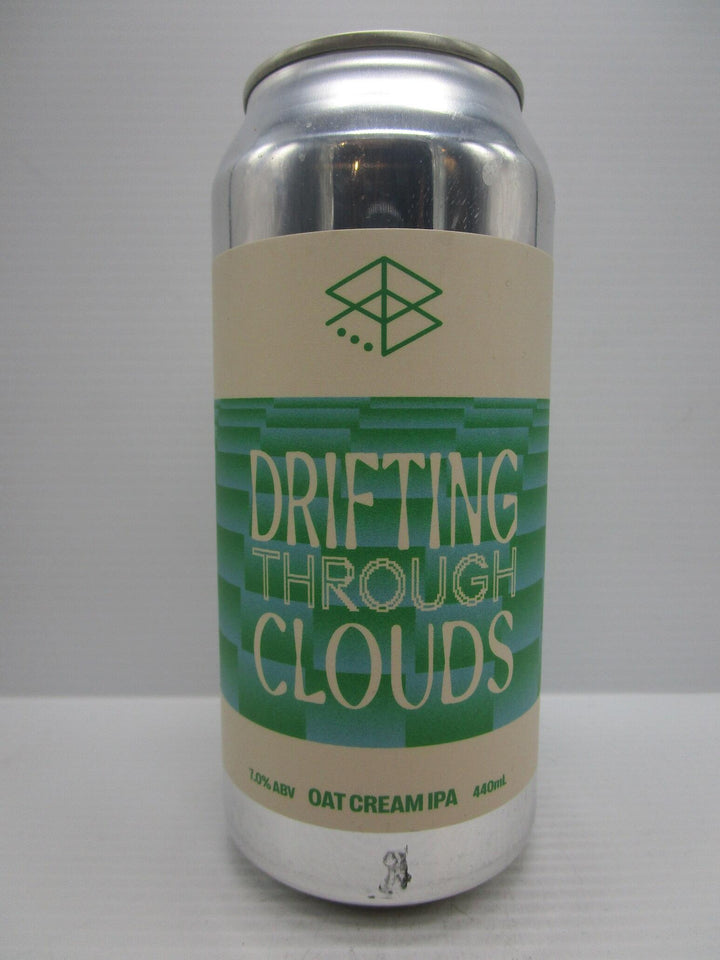 DRIFTING
THROUGH
CLOUDS
7.0% ABV OAT CREAM IPA 440mL